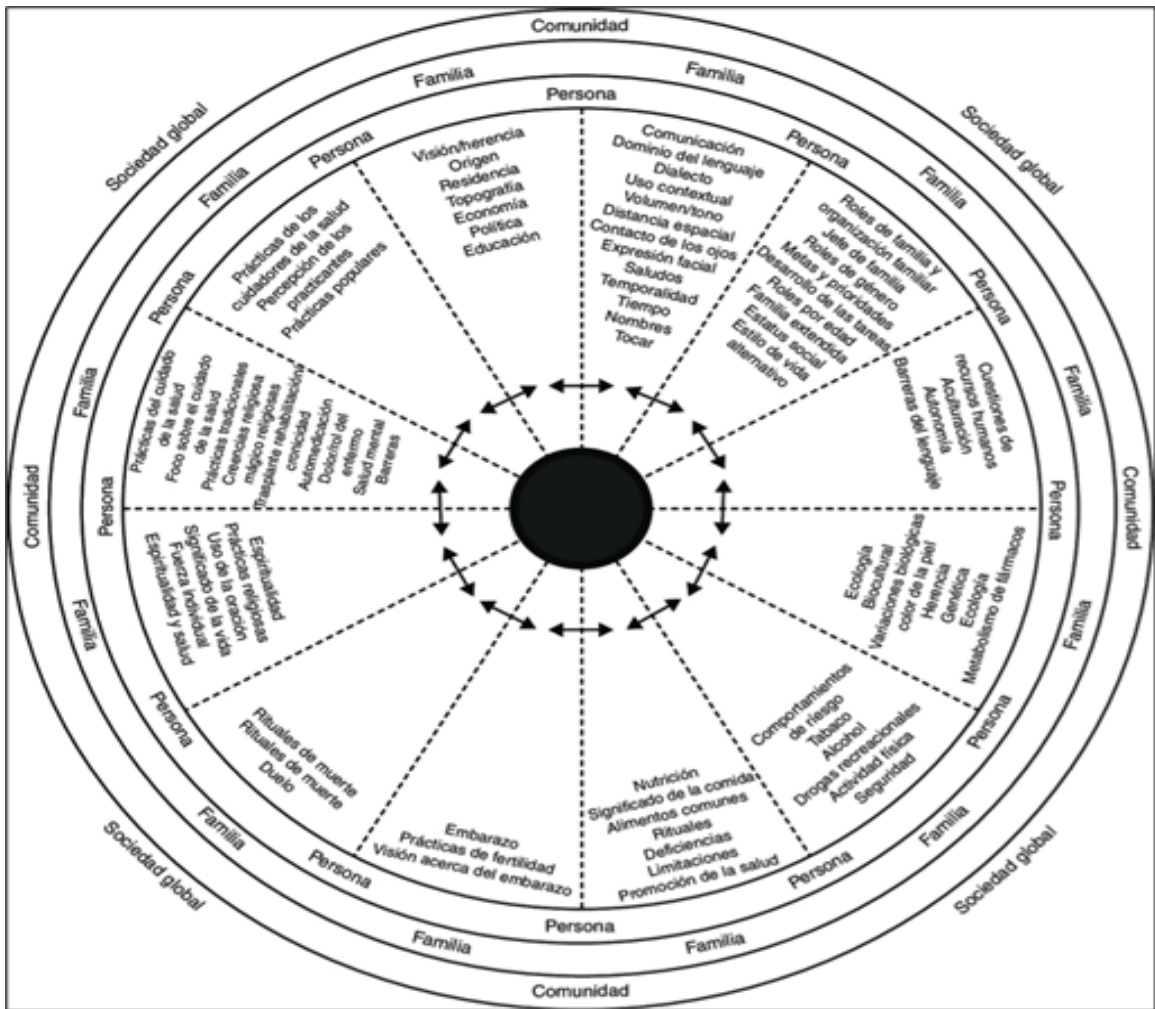 Comunidad
Familia
Familia
Persona
Sociedad global
Sociedad global
Familia
Persona
Persona
Familia
Visión/herencia
Origen
Residencia
Topografía
Economía
Política
Educación
Comunicación
Dominio del lenguaje
Dialecto
Uso contextual
Volumen/tono
Distancia espacial
Contacto de los ojos
Expresión facial
Saludos
Temporalidad
Tiempo
Nombres
Tocar
Roles de familia y
organización familiar
Jefe de familia
Roles de género
Metas y prioridades
Desarrollo de las tareas
Roles por edad
Familia extendida
Estatus social
Estilo de vida
alternativo
Persona
Familia
Cuestiones de
recursos humanos
Aculturación
Autonomía
Barreras del lenguaje
Persona
Comunidad
Ecología
Biocultural
Variaciones biológicas
color de la piel
Herencia
Genética
Ecología
Metabolismo de fármacos
Familia
Persona
Comportamientos
de riesgo
Tabaco
Alcohol
Drogas recreacionales
Actividad física
Seguridad
Familia
Sociedad global
Persona
Nutrición
Significado de la comida
Alimentos comunes
Rituales
Deficiencias
Limitaciones
Promoción de la salud
Familia
Persona
Comunidad
Embarazo
Prácticas de fertilidad
Visión acerca del embarazo
Familia
Persona
Rituales de muerte
Rituales de muerte
Duelo
Familia
Sociedad global
Persona
Espiritualidad
Prácticas religiosas
Uso de la oración
Significado de la vida
Fuerza individual
Espiritualidad y salud
Familia
Persona
Comunidad
Prácticas del cuidado
de la salud
Foco sobre el cuidado
de la salud
Prácticas tradicionales
Creencias religiosa
mágico religiosas
Trasplante rehabilitación
cronicidad
Automedicación
Dolor/rol del
enfermo
Salud mental
Barreras
Familia
Persona
Prácticas de los
cuidadores de la salud
Percepción de los
practicantes
Prácticas populares